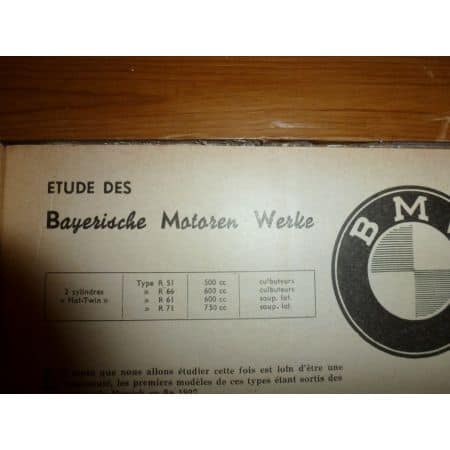 ETUDE DES
Bayerische Motoren Werke
BMW
2 cylindres « Flat-Twin »
Type R 51 500 cc culbuteurs
» R 66 600 cc culbuteurs
» R 61 600 cc soup. lat.
» R 71 750 cc soup. lat.
que nous allons étudier cette fois est loin d'être une
les premiers modèles de ces types étant sortis des